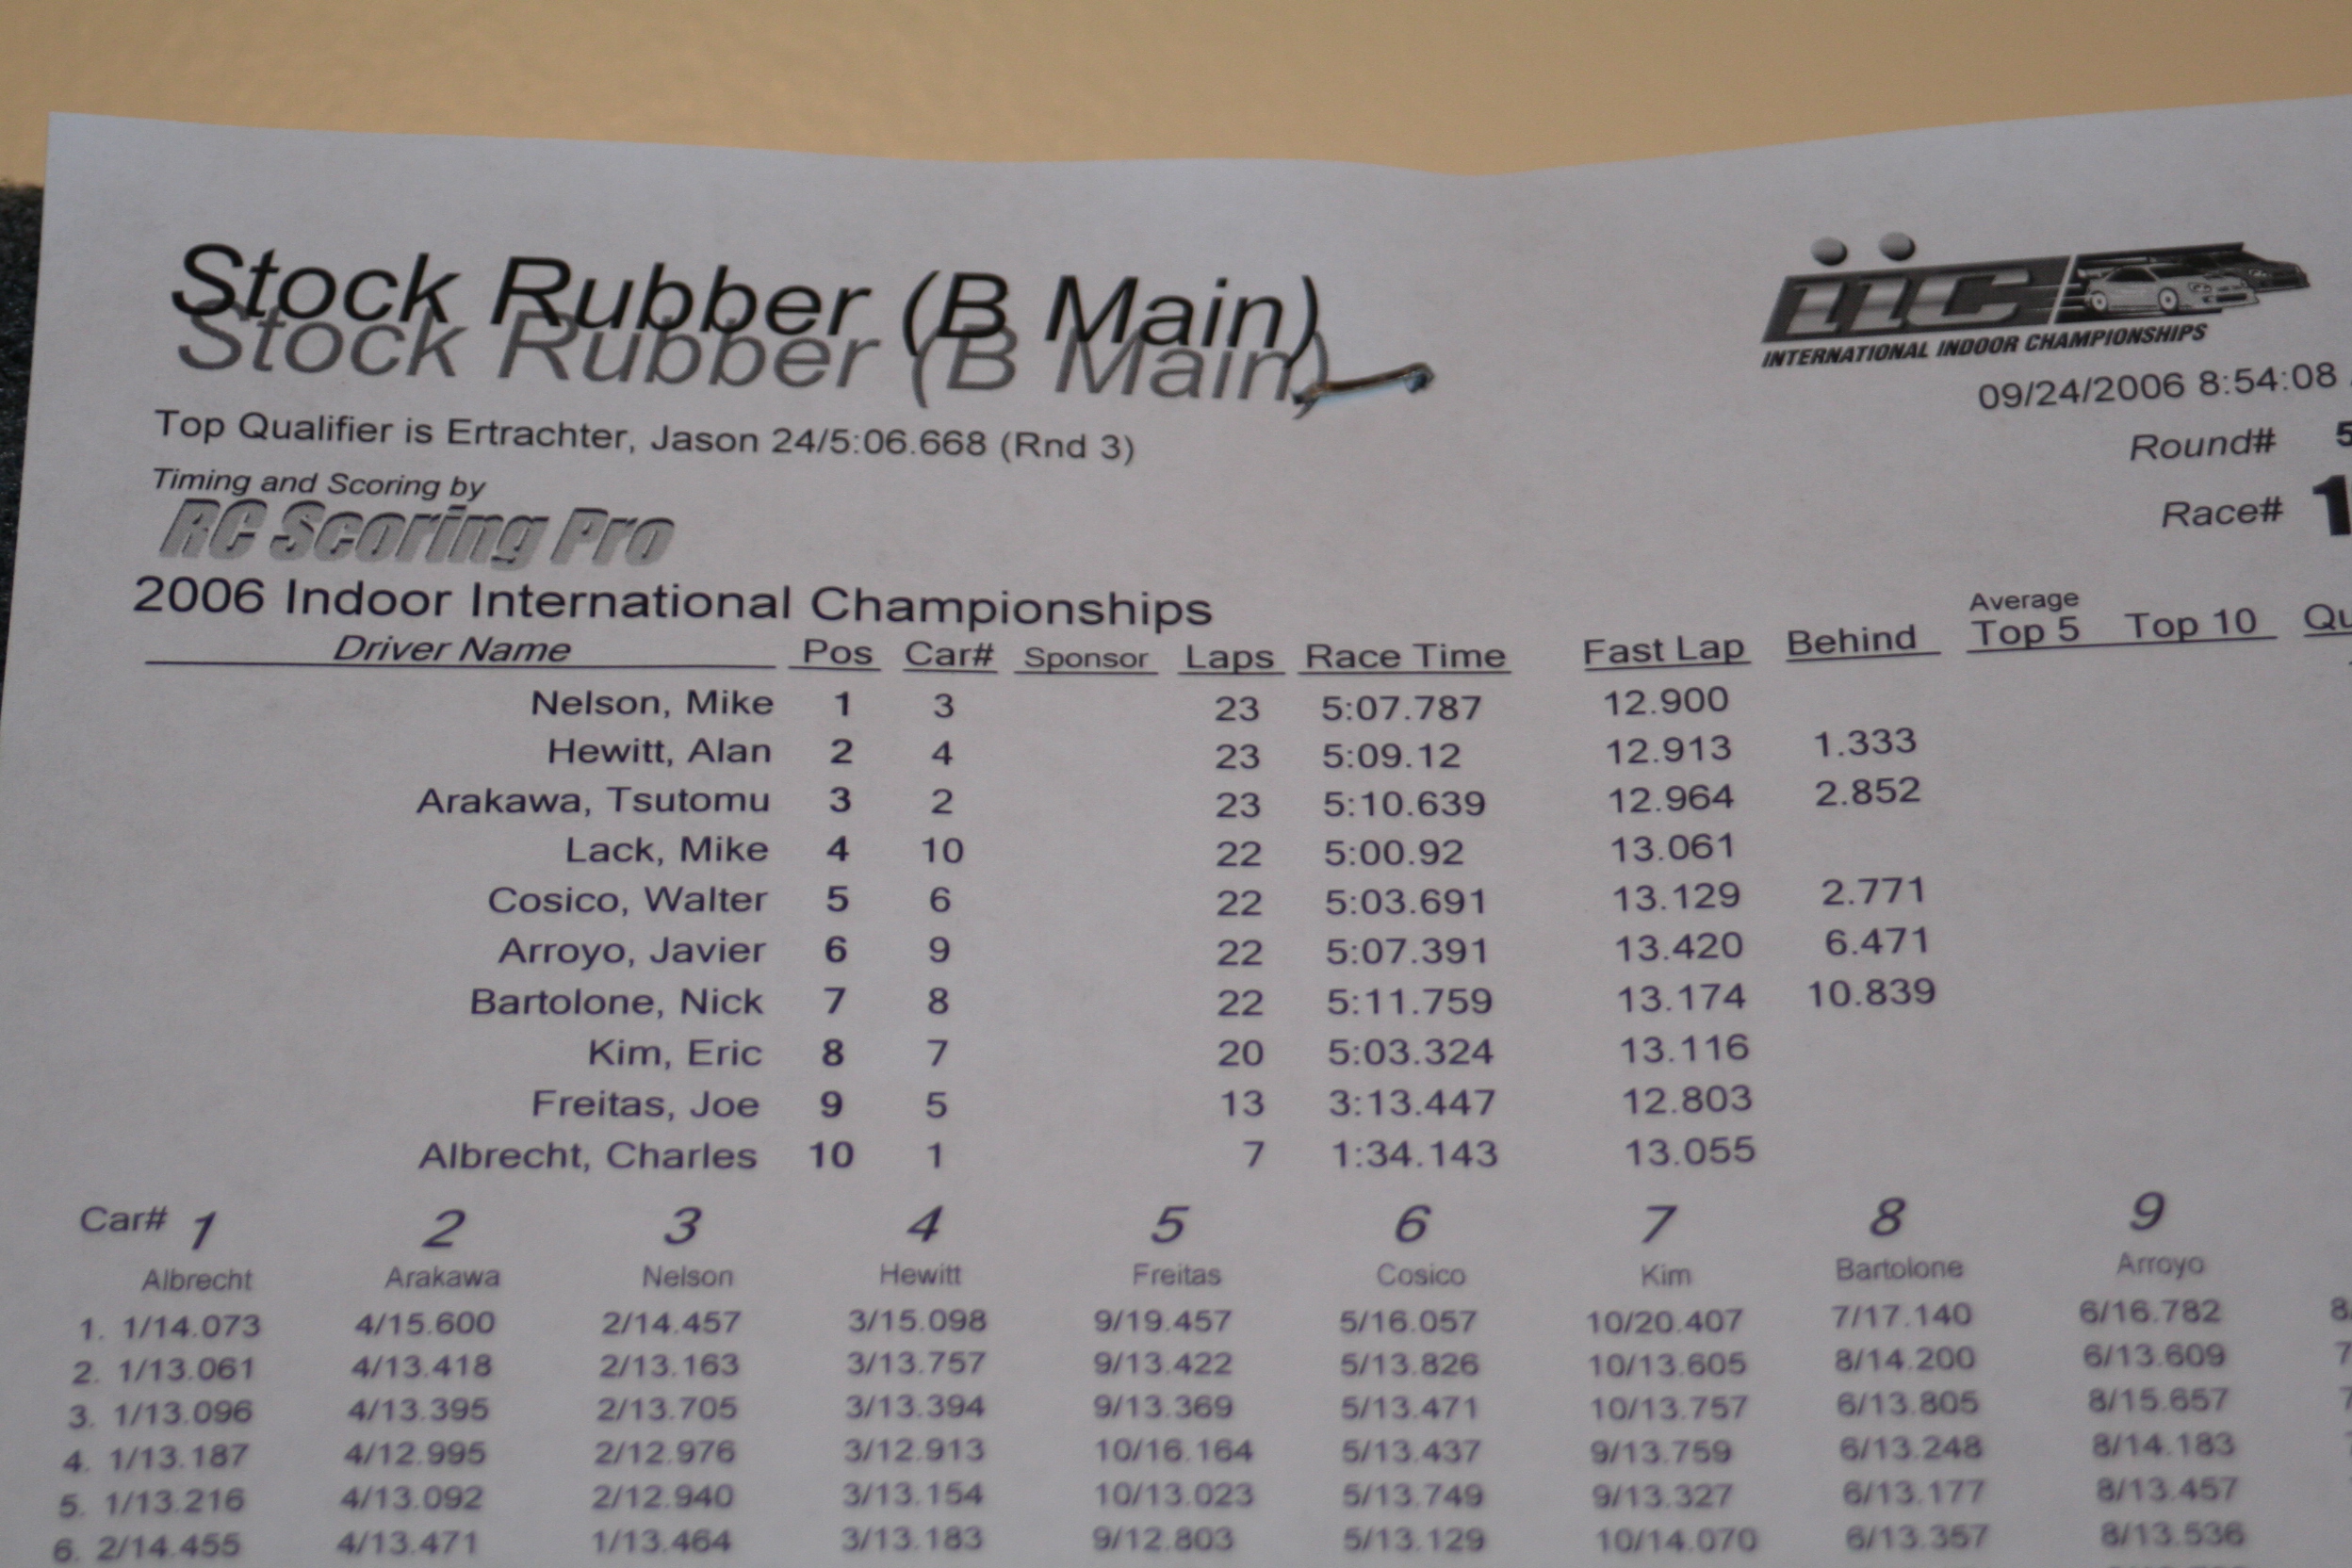 Stock Rubber (B Main)
iic
INTERNATIONAL INDOOR CHAMPIONSHIPS
09/24/2006 8:54:08
Top Qualifier is Ertrachter, Jason 24/5:06.668 (Rnd 3)
Round# 5
Timing and Scoring by
RC Scoring Pro
Race# 1
2006 Indoor International Championships
Driver Name Pos Car# Sponsor Laps Race Time Fast Lap Behind Average Top 5 Top 10
Nelson, Mike 1 3 23 5:07.787 12.900
Hewitt, Alan 2 4 23 5:09.12 12.913 1.333
Arakawa, Tsutomu 3 2 23 5:10.639 12.964 2.852
Lack, Mike 4 10 22 5:00.92 13.061
Cosico, Walter 5 6 22 5:03.691 13.129 2.771
Arroyo, Javier 6 9 22 5:07.391 13.420 6.471
Bartolone, Nick 7 8 22 5:11.759 13.174 10.839
Kim, Eric 8 7 20 5:03.324 13.116
Freitas, Joe 9 5 13 3:13.447 12.803
Albrecht, Charles 10 1 7 1:34.143 13.055
Car# 1 2 3 4 5 6 7 8 9
Albrecht Arakawa Nelson Hewitt Freitas Cosico Kim Bartolone Arroyo
1. 1/14.073 4/15.600 2/14.457 3/15.098 9/19.457 5/16.057 10/20.407 7/17.140 6/16.782
2. 1/13.061 4/13.418 2/13.163 3/13.757 9/13.422 5/13.826 10/13.605 8/14.200 6/13.609
3. 1/13.096 4/13.395 2/13.705 3/13.394 9/13.369 5/13.471 10/13.757 6/13.805 8/15.657
4. 1/13.187 4/12.995 2/12.976 3/12.913 10/16.164 5/13.437 9/13.759 6/13.248 8/14.183
5. 1/13.216 4/13.092 2/12.940 3/13.154 10/13.023 5/13.749 9/13.327 6/13.177 8/13.457
6. 2/14.455 4/13.471 1/13.464 3/13.183 9/12.803 5/13.129 10/14.070 6/13.357 8/13.536